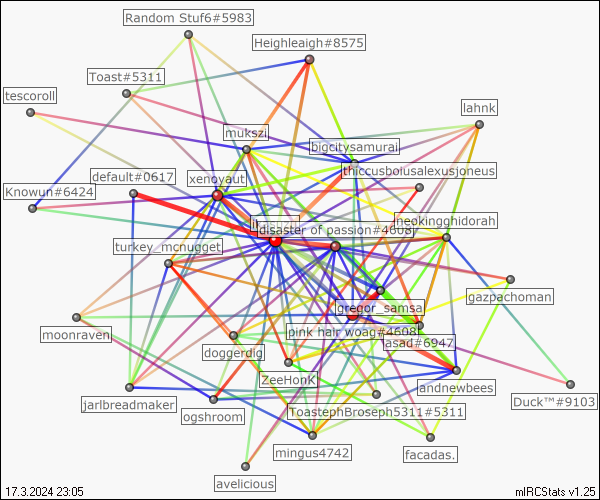 Random Stuf6#5983
Heighleaigh#8575
Toast#5311
tescoroll
lahnk
mukszi
bigcitysamurai
thiccusboiusalexusjoneus
default#0617
xenoyaut
Knowun#6424
neokingghidorah
disaster of passion#4608
turkey_mcnugget
gazpachoman
gregor_samsa
moonraven
pink hair woag#4608
asad#6947
doggerdig
ZeeHonK
andnewbees
jarlbreadmaker
Duck™#9103
ogshroom
ToastephBroseph5311#5311
mingus4742
facadas.
avelicious
17.3.2024 23:05
mIRCStats v1.25